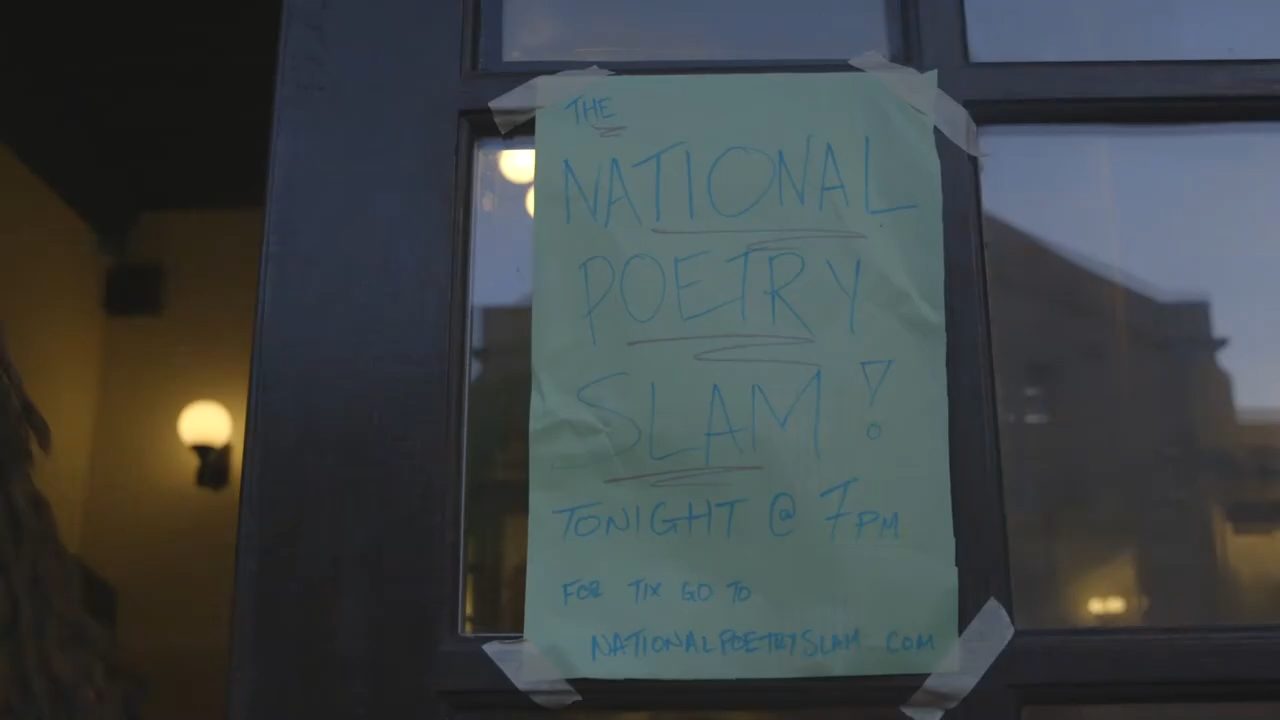 THE
NATIONAL
POETRY
SLAM!
TONIGHT @ 7PM
FOR TIX GO TO
NATIONALPOETRYSLAM COM